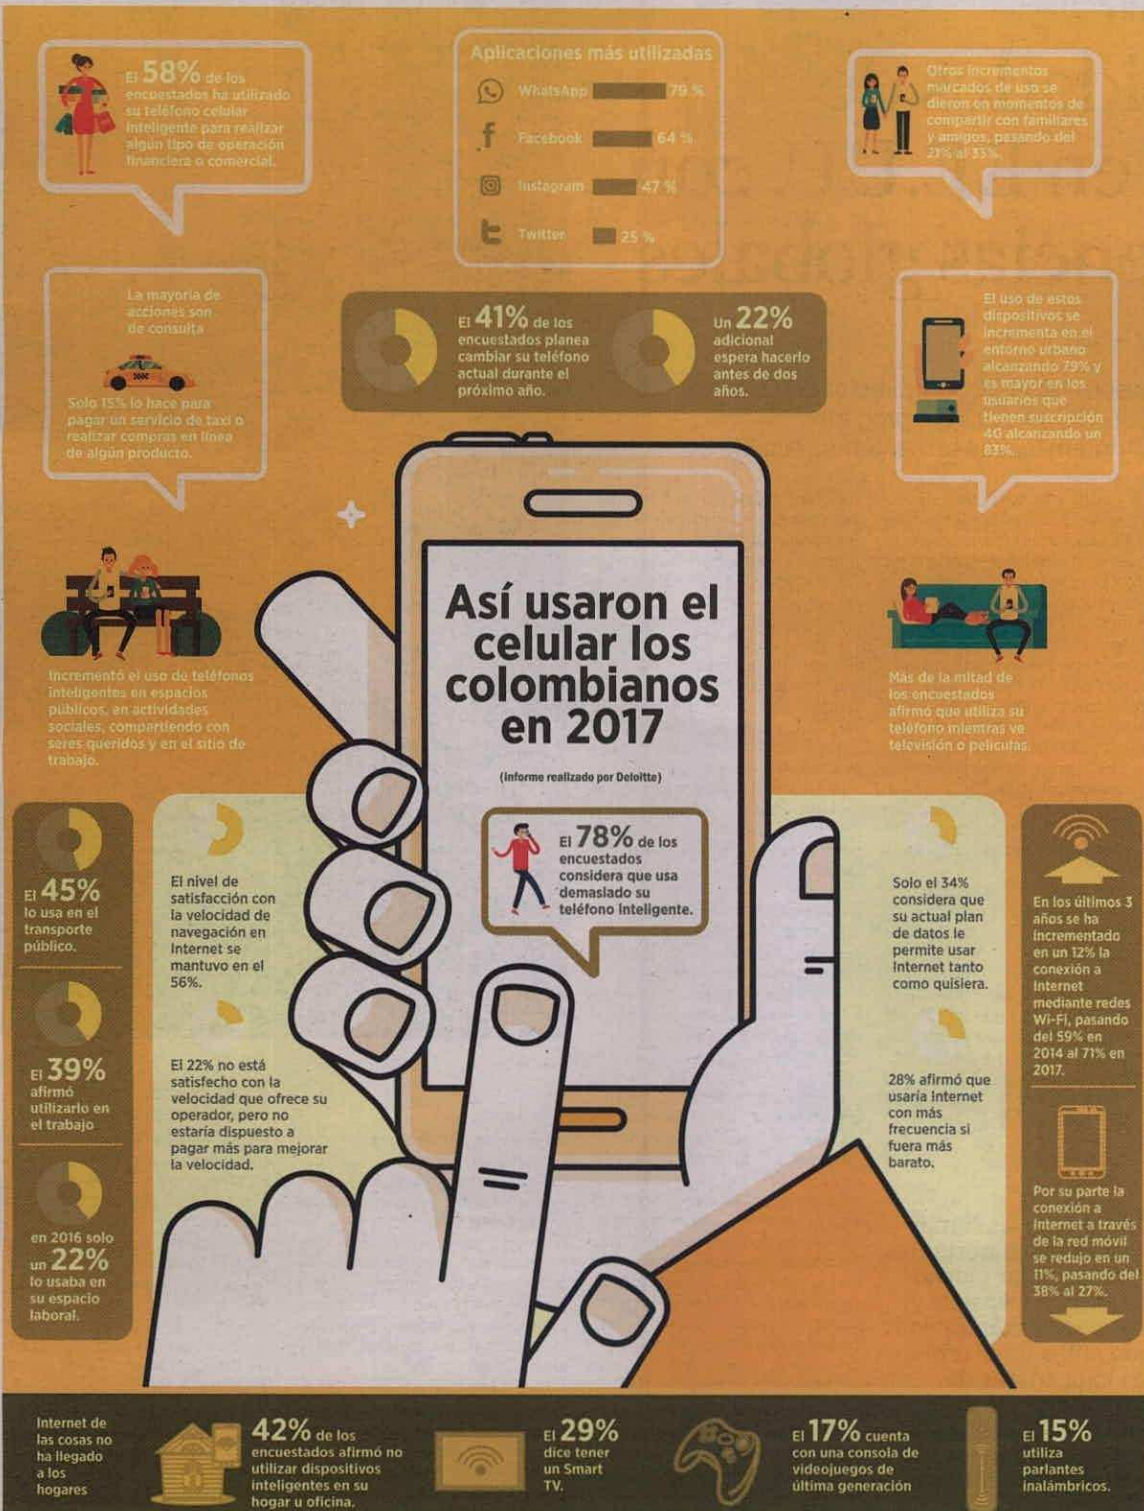 El 58% de los
encuestados ha utilizado
su teléfono celular
inteligente para realizar
algún tipo de operación
financiera o comercial.
Aplicaciones más utilizadas
WhatsApp 79 %
Facebook 64 %
Instagram 47 %
Twitter 25 %
Otros incrementos
marcados de uso se
dieron en momentos de
compartir con familiares
y amigos, pasando del
21% al 33%.
La mayoría de
acciones son
de consulta
Solo 15% lo hace para
pagar un servicio de taxi o
realizar compras en línea
de algún producto.
El 41% de los
encuestados planea
cambiar su teléfono
actual durante el
próximo año.
Un 22%
adicional
espera hacerlo
antes de dos
años.
El uso de estos
dispositivos se
incrementa en el
entorno urbano
alcanzando 79% y
es mayor en los
usuarios que
tienen suscripción
4G alcanzando un
83%.
Incrementó el uso de teléfonos
inteligentes en espacios
públicos, en actividades
sociales, compartiendo con
seres queridos y en el sitio de
trabajo.
Así usaron el
celular los
colombianos
en 2017
(Informe realizado por Deloitte)
El 78% de los
encuestados
considera que usa
demasiado su
teléfono inteligente.
Más de la mitad de
los encuestados
afirmó que utiliza su
teléfono mientras ve
televisión o películas.
El 45%
lo usa en el
transporte
público.
El 39%
afirmó
utilizarlo en
el trabajo
en 2016 solo
un 22%
lo usaba en
su espacio
laboral.
El nivel de
satisfacción con
la velocidad de
navegación en
Internet se
mantuvo en el
56%.
El 22% no está
satisfecho con la
velocidad que ofrece su
operador, pero no
estaría dispuesto a
pagar más para mejorar
la velocidad.
Solo el 34%
considera que
su actual plan
de datos le
permite usar
Internet tanto
como quisiera.
28% afirmó que
usaría Internet
con más
frecuencia si
fuera más
barato.
En los últimos 3
años se ha
incrementado
en un 12% la
conexión a
Internet
mediante redes
Wi-Fi, pasando
del 59% en
2014 al 71% en
2017.
Por su parte la
conexión a
Internet a través
de la red móvil
se redujo en un
11%, pasando del
38% al 27%.
Internet de
las cosas no
ha llegado
a los
hogares
42% de los
encuestados afirmó no
utilizar dispositivos
inteligentes en su
hogar u oficina.
El 29%
dice tener
un Smart
TV.
El 17% cuenta
con una consola de
videojuegos de
última generación
El 15%
utiliza
parlantes
inalámbricos.